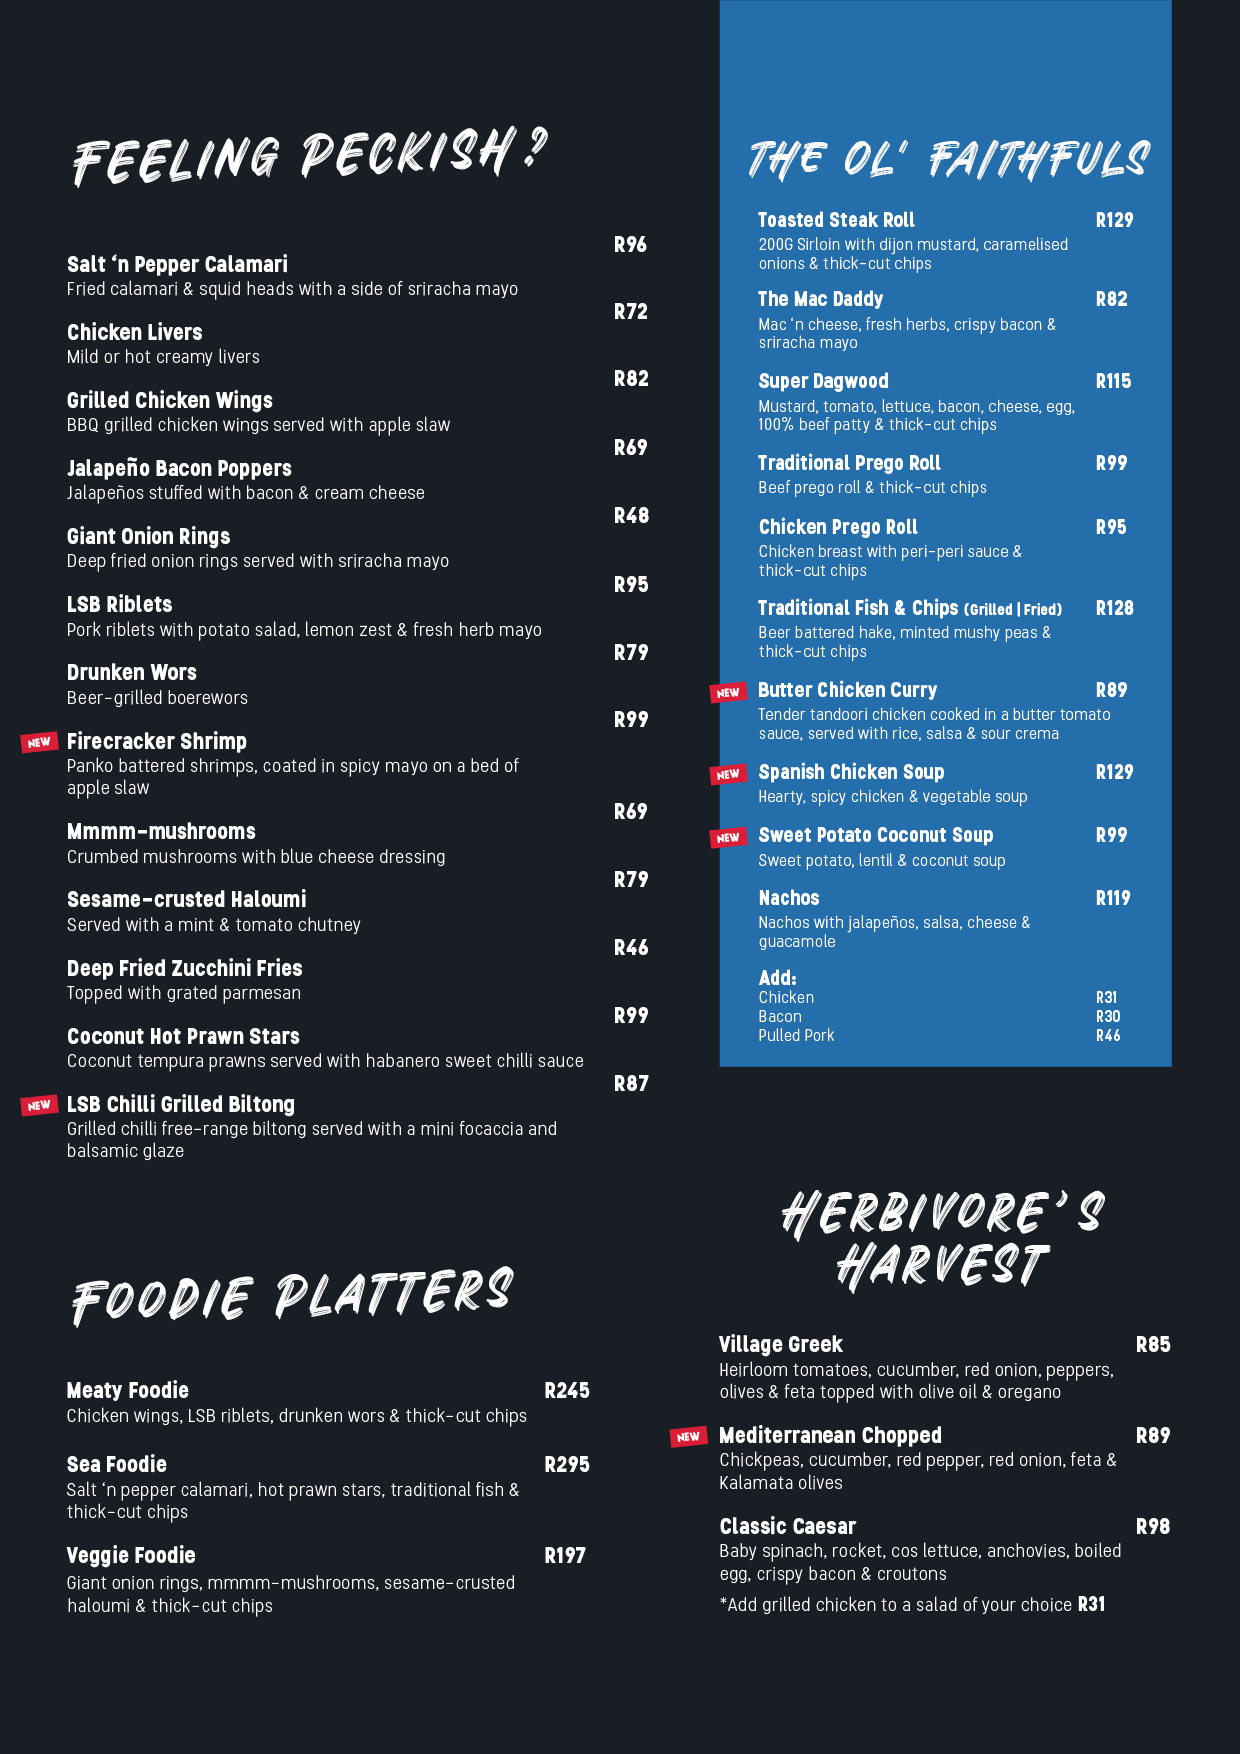 FEELING PECKISH?
R96
Salt ‘n Pepper Calamari
Fried calamari & squid heads with a side of sriracha mayo
R72
Chicken Livers
Mild or hot creamy livers
R82
Grilled Chicken Wings
BBQ grilled chicken wings served with apple slaw
R69
Jalapeño Bacon Poppers
Jalapeños stuffed with bacon & cream cheese
R48
Giant Onion Rings
Deep fried onion rings served with sriracha mayo
R95
LSB Riblets
Pork riblets with potato salad, lemon zest & fresh herb mayo
R79
Drunken Wors
Beer-grilled boerewors
R99
NEW Firecracker Shrimp
Panko battered shrimps, coated in spicy mayo on a bed of
apple slaw
R69
Mmmm-mushrooms
Crumbed mushrooms with blue cheese dressing
R79
Sesame-crusted Haloumi
Served with a mint & tomato chutney
R46
Deep Fried Zucchini Fries
Topped with grated parmesan
R99
Coconut Hot Prawn Stars
Coconut tempura prawns served with habanero sweet chilli sauce
R87
NEW LSB Chilli Grilled Biltong
Grilled chilli free-range biltong served with a mini focaccia and
balsamic glaze
FOODIE PLATTERS
Meaty Foodie R245
Chicken wings, LSB riblets, drunken wors & thick-cut chips
Sea Foodie R295
Salt ‘n pepper calamari, hot prawn stars, traditional fish &
thick-cut chips
Veggie Foodie R197
Giant onion rings, mmmm-mushrooms, sesame-crusted
haloumi & thick-cut chips
THE OL' FAITHFULS
Toasted Steak Roll R129
200G Sirloin with dijon mustard, caramelised
onions & thick-cut chips
The Mac Daddy R82
Mac ‘n cheese, fresh herbs, crispy bacon &
sriracha mayo
Super Dagwood R115
Mustard, tomato, lettuce, bacon, cheese, egg,
100% beef patty & thick-cut chips
Traditional Prego Roll R99
Beef prego roll & thick-cut chips
Chicken Prego Roll R95
Chicken breast with peri-peri sauce &
thick-cut chips
Traditional Fish & Chips (Grilled | Fried) R128
Beer battered hake, minted mushy peas &
thick-cut chips
NEW Butter Chicken Curry R89
Tender tandoori chicken cooked in a butter tomato
sauce, served with rice, salsa & sour crema
NEW Spanish Chicken Soup R129
Hearty, spicy chicken & vegetable soup
NEW Sweet Potato Coconut Soup R99
Sweet potato, lentil & coconut soup
Nachos R119
Nachos with jalapeños, salsa, cheese &
guacamole
Add:
Chicken R31
Bacon R30
Pulled Pork R46
HERBIVORE’S
HARVEST
Village Greek R85
Heirloom tomatoes, cucumber, red onion, peppers,
olives & feta topped with olive oil & oregano
NEW Mediterranean Chopped R89
Chickpeas, cucumber, red pepper, red onion, feta &
Kalamata olives
Classic Caesar R98
Baby spinach, rocket, cos lettuce, anchovies, boiled
egg, crispy bacon & croutons
*Add grilled chicken to a salad of your choice R31